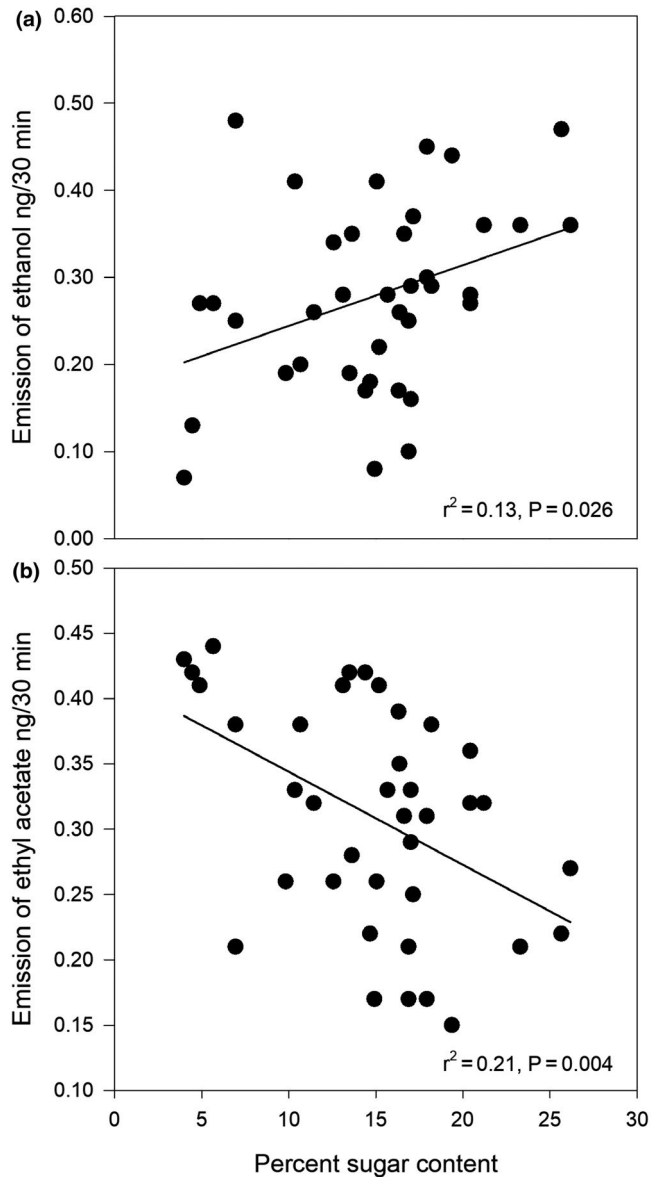 (a)
0.60
0.50
0.40
0.30
0.20
0.10
0.00
Emission of ethanol ng/30 min
r² = 0.13, P = 0.026
(b)
0.50
0.45
0.40
0.35
0.30
0.25
0.20
0.15
0.10
Emission of ethyl acetate ng/30 min
r² = 0.21, P = 0.004
0 5 10 15 20 25 30
Percent sugar content